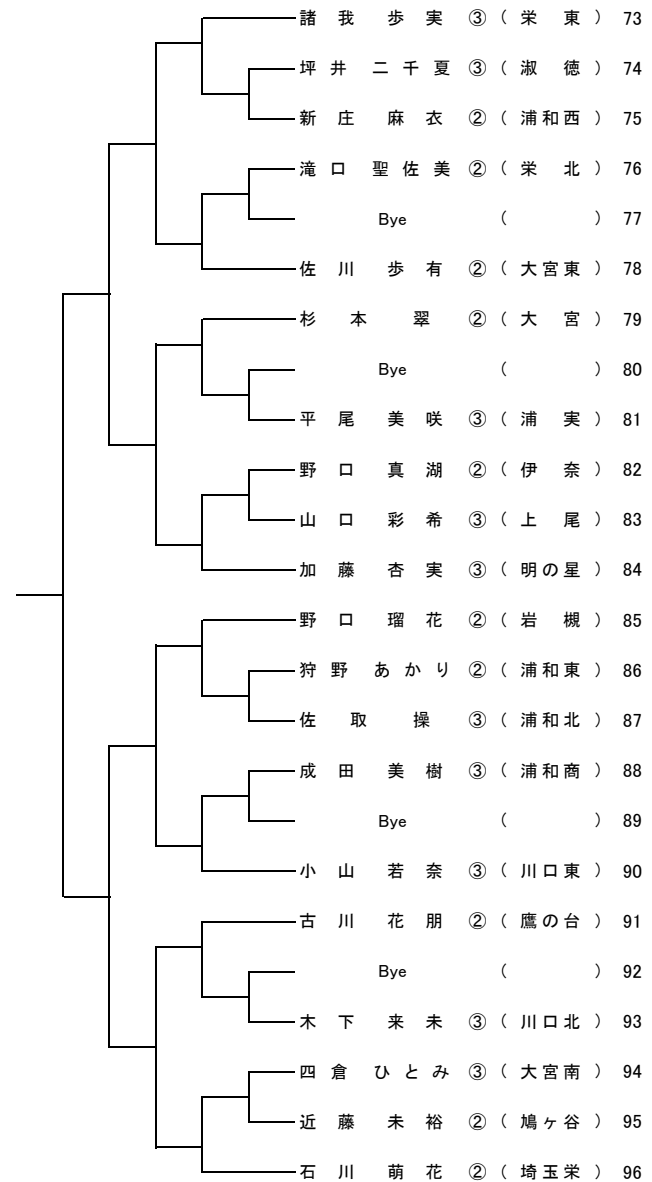 諸我 歩実 ③ ( 栄 東 ) 73
坪井 二千夏 ③ ( 淑 徳 ) 74
新庄 麻衣 ② ( 浦和西 ) 75
滝口 聖佐美 ② ( 栄 北 ) 76
Bye ( ) 77
佐川 歩有 ② ( 大宮東 ) 78
杉本 翠 ② ( 大 宮 ) 79
Bye ( ) 80
平尾 美咲 ③ ( 浦 実 ) 81
野口 真湖 ② ( 伊 奈 ) 82
山口 彩希 ③ ( 上 尾 ) 83
加藤 杏実 ③ ( 明の星 ) 84
野口 瑠花 ② ( 岩 槻 ) 85
狩野 あかり ② ( 浦和東 ) 86
佐取 操 ③ ( 浦和北 ) 87
成田 美樹 ③ ( 浦和商 ) 88
Bye ( ) 89
小山 若奈 ③ ( 川口東 ) 90
古川 花朋 ② ( 鷹の台 ) 91
Bye ( ) 92
木下 来未 ③ ( 川口北 ) 93
四倉 ひとみ ③ ( 大宮南 ) 94
近藤 未裕 ② ( 鳩ヶ谷 ) 95
石川 萌花 ② ( 埼玉栄 ) 96